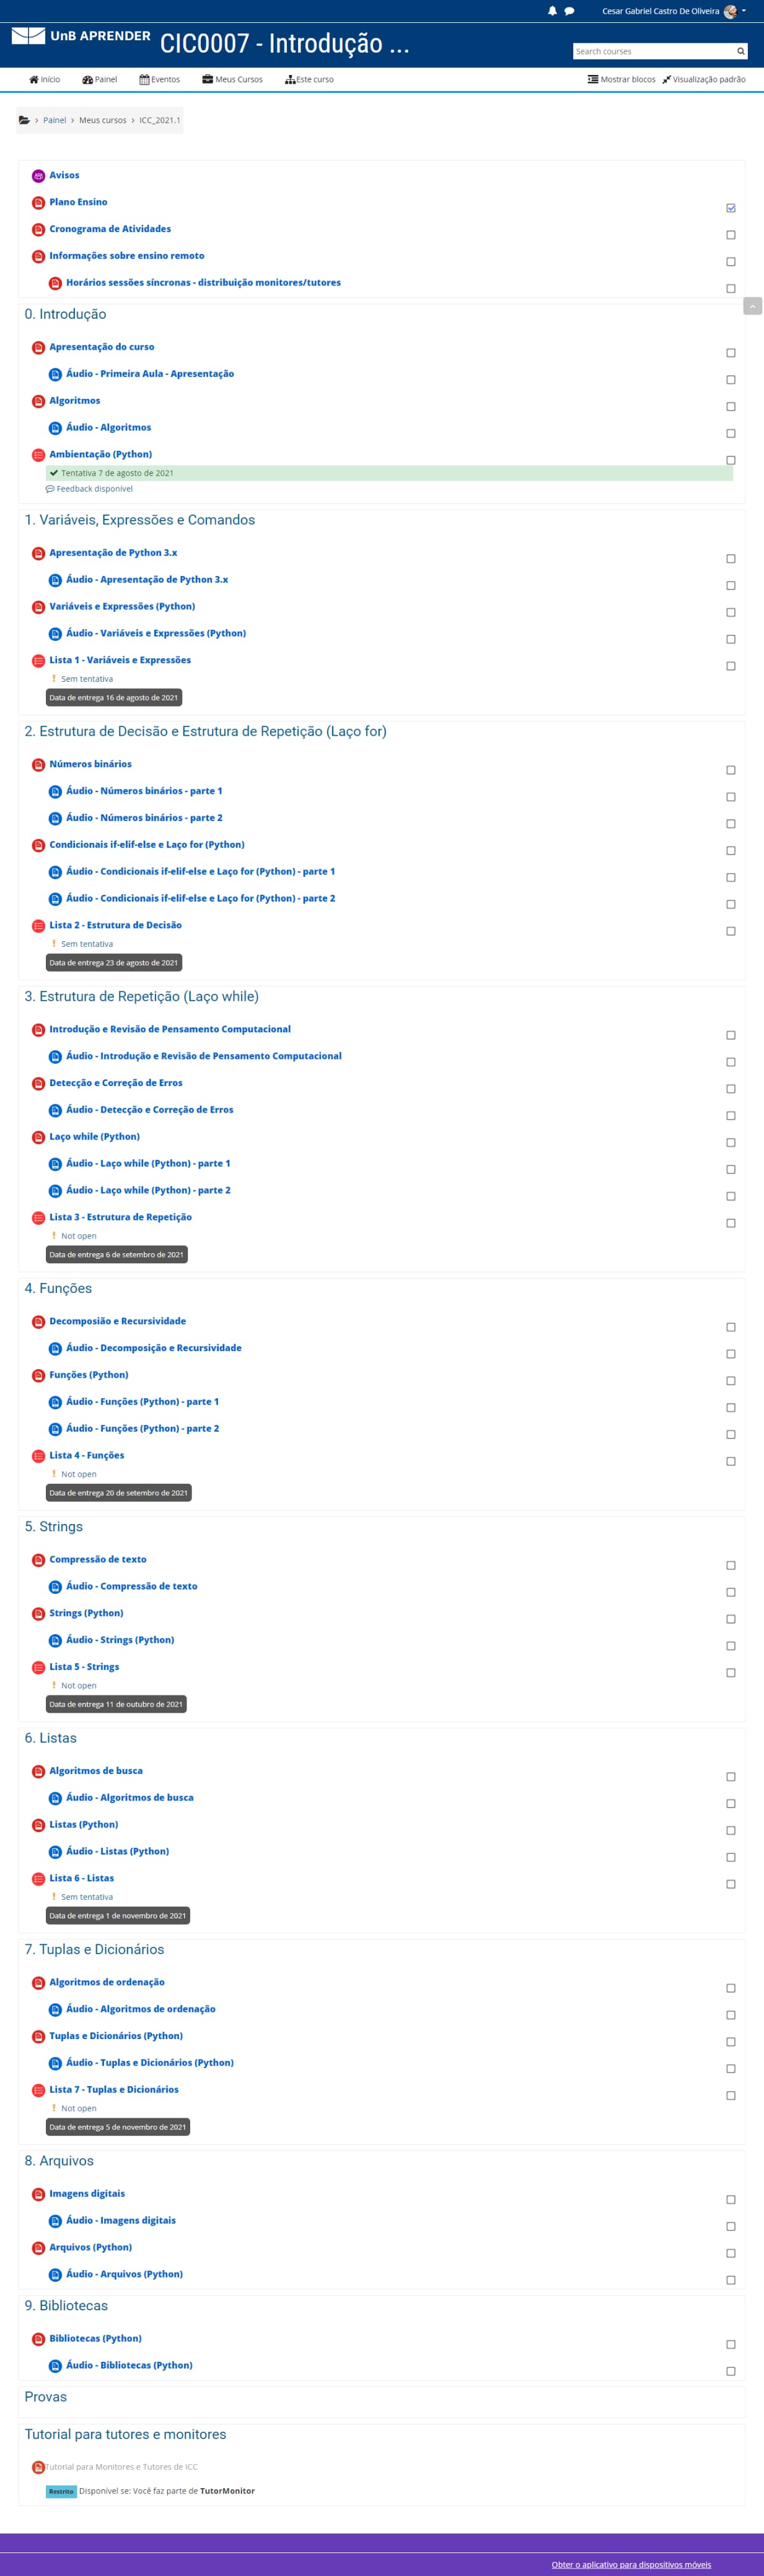 Cesar Gabriel Castro De Oliveira
UnB APRENDER
CIC0007 - Introdução ...
Search courses
Início
Painel
Eventos
Meus Cursos
Este curso
Mostrar blocos
Visualização padrão
Painel > Meus cursos > ICC_2021.1
Avisos
Plano Ensino
Cronograma de Atividades
Informações sobre ensino remoto
Horários sessões síncronas - distribuição monitores/tutores
0. Introdução
Apresentação do curso
Áudio - Primeira Aula - Apresentação
Algoritmos
Áudio - Algoritmos
Ambientação (Python)
Tentativa 7 de agosto de 2021
Feedback disponível
1. Variáveis, Expressões e Comandos
Apresentação de Python 3.x
Áudio - Apresentação de Python 3.x
Variáveis e Expressões (Python)
Áudio - Variáveis e Expressões (Python)
Lista 1 - Variáveis e Expressões
Sem tentativa
Data de entrega 16 de agosto de 2021
2. Estrutura de Decisão e Estrutura de Repetição (Laço for)
Números binários
Áudio - Números binários - parte 1
Áudio - Números binários - parte 2
Condicionais if-elif-else e Laço for (Python)
Áudio - Condicionais if-elif-else e Laço for (Python) - parte 1
Áudio - Condicionais if-elif-else e Laço for (Python) - parte 2
Lista 2 - Estrutura de Decisão
Sem tentativa
Data de entrega 23 de agosto de 2021
3. Estrutura de Repetição (Laço while)
Introdução e Revisão de Pensamento Computacional
Áudio - Introdução e Revisão de Pensamento Computacional
Detecção e Correção de Erros
Áudio - Detecção e Correção de Erros
Laço while (Python)
Áudio - Laço while (Python) - parte 1
Áudio - Laço while (Python) - parte 2
Lista 3 - Estrutura de Repetição
Not open
Data de entrega 6 de setembro de 2021
4. Funções
Decomposião e Recursividade
Áudio - Decomposição e Recursividade
Funções (Python)
Áudio - Funções (Python) - parte 1
Áudio - Funções (Python) - parte 2
Lista 4 - Funções
Not open
Data de entrega 20 de setembro de 2021
5. Strings
Compressão de texto
Áudio - Compressão de texto
Strings (Python)
Áudio - Strings (Python)
Lista 5 - Strings
Not open
Data de entrega 11 de outubro de 2021
6. Listas
Algoritmos de busca
Áudio - Algoritmos de busca
Listas (Python)
Áudio - Listas (Python)
Lista 6 - Listas
Sem tentativa
Data de entrega 1 de novembro de 2021
7. Tuplas e Dicionários
Algoritmos de ordenação
Áudio - Algoritmos de ordenação
Tuplas e Dicionários (Python)
Áudio - Tuplas e Dicionários (Python)
Lista 7 - Tuplas e Dicionários
Not open
Data de entrega 5 de novembro de 2021
8. Arquivos
Imagens digitais
Áudio - Imagens digitais
Arquivos (Python)
Áudio - Arquivos (Python)
9. Bibliotecas
Bibliotecas (Python)
Áudio - Bibliotecas (Python)
Provas
Tutorial para tutores e monitores
Tutorial para Monitores e Tutores de ICC
Restrito Disponível se: Você faz parte de TutorMonitor
Obter o aplicativo para dispositivos móveis